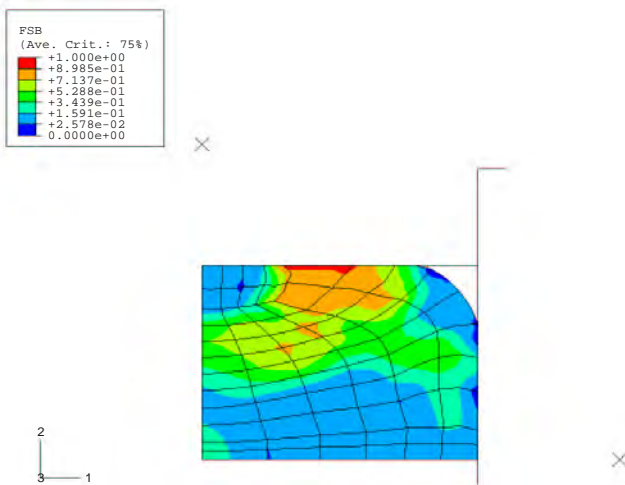 FSB
(Ave. Crit.: 75%)
+1.000e+00
+8.985e-01
+7.137e-01
+5.288e-01
+3.439e-01
+1.591e-01
+2.578e-02
0.0000e+00
2
3
1